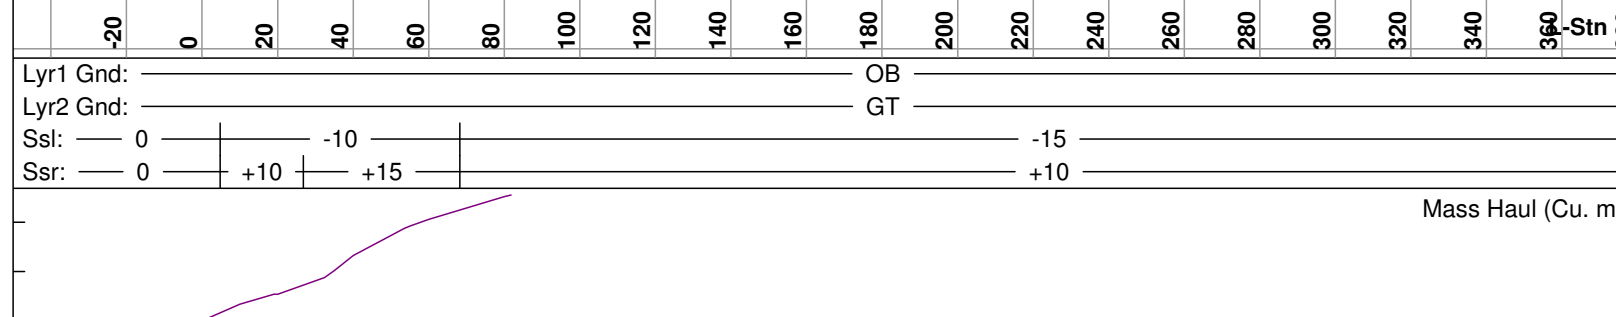 -20 0 20 40 60 80 100 120 140 160 180 200 220 240 260 280 300 320 340 360 -Stn
Lyr1 Gnd: OB
Lyr2 Gnd: GT
Ssl: 0 -10 -15
Ssr: 0 +10 +15 +10
Mass Haul (Cu. m